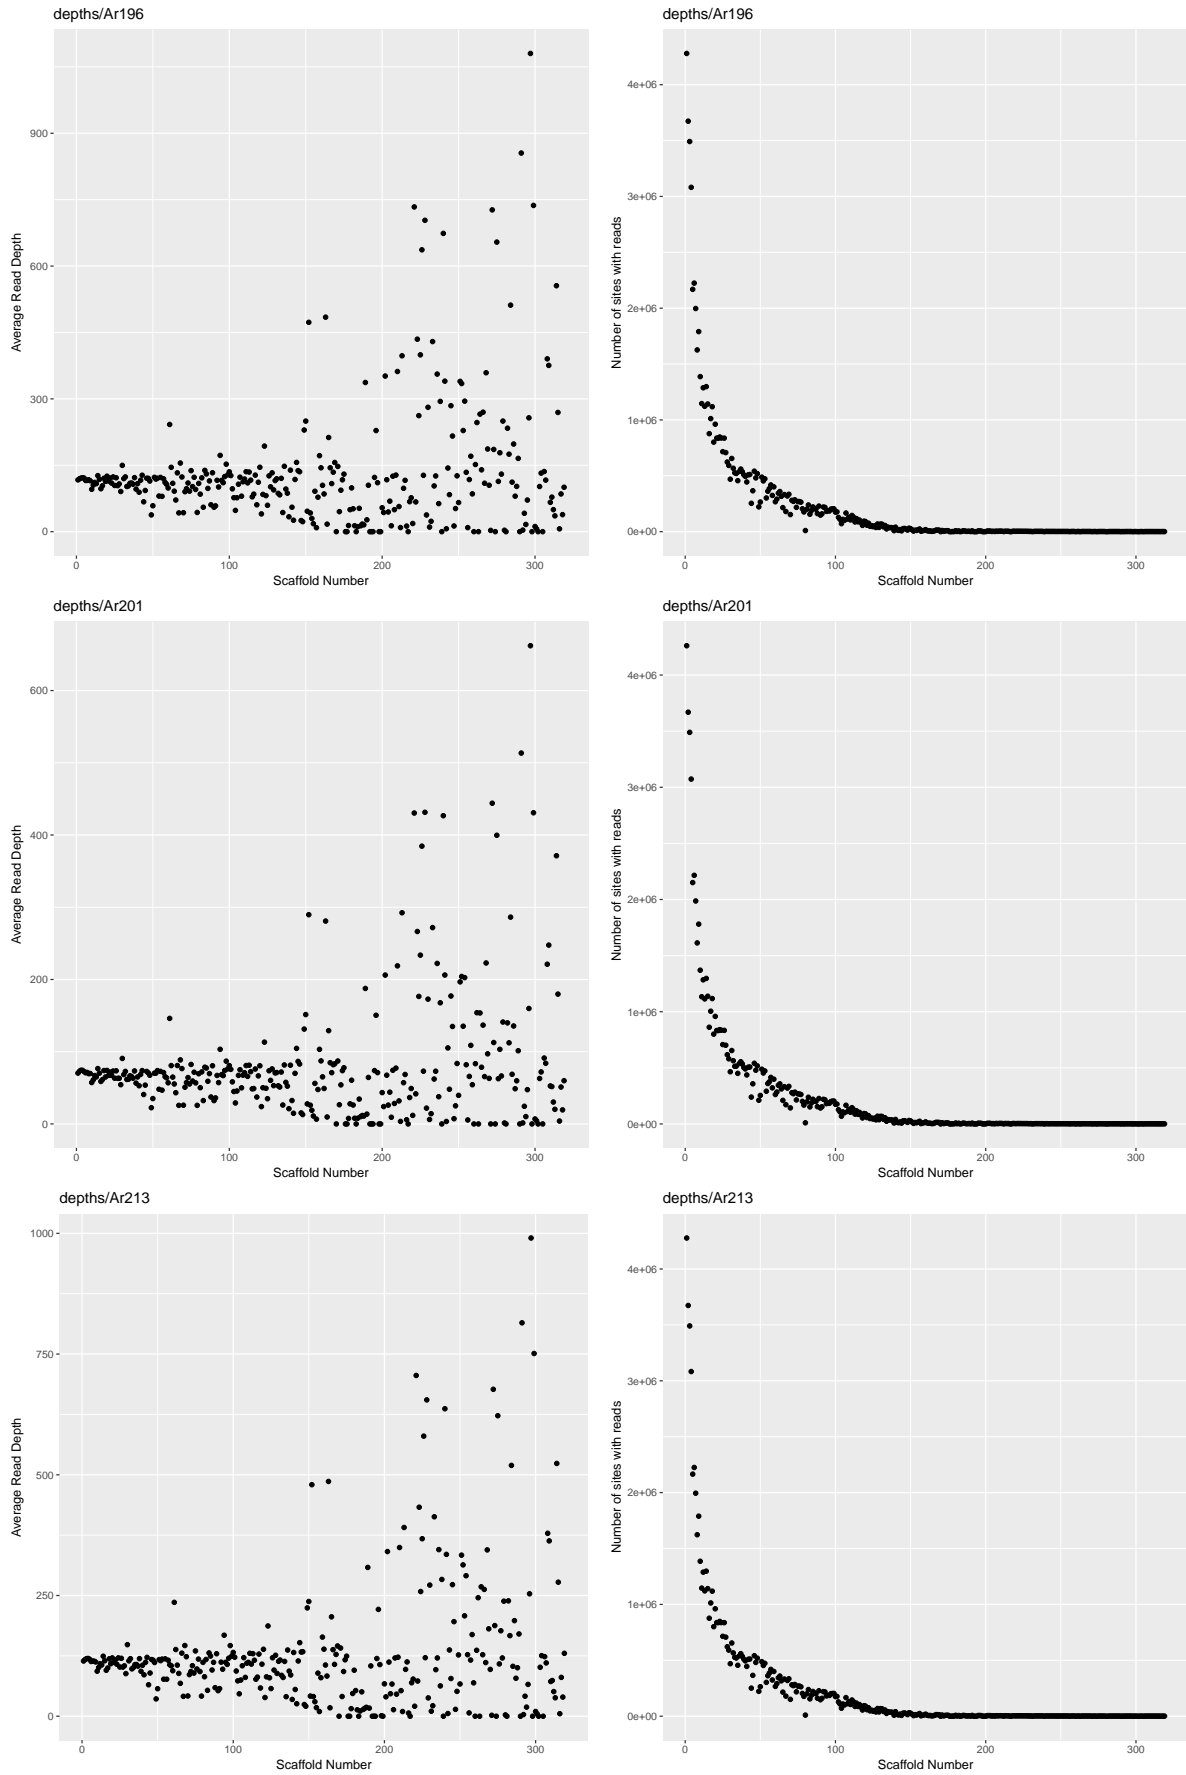 depths/Ar196
Average Read Depth
900
600
300
0
0 100 200 300
Scaffold Number
depths/Ar196
Number of sites with reads
4e+06
3e+06
2e+06
1e+06
0e+00
0 100 200 300
Scaffold Number
depths/Ar201
Average Read Depth
600
400
200
0
0 100 200 300
Scaffold Number
depths/Ar201
Number of sites with reads
4e+06
3e+06
2e+06
1e+06
0e+00
0 100 200 300
Scaffold Number
depths/Ar213
Average Read Depth
1000
750
500
250
0
0 100 200 300
Scaffold Number
depths/Ar213
Number of sites with reads
4e+06
3e+06
2e+06
1e+06
0e+00
0 100 200 300
Scaffold Number